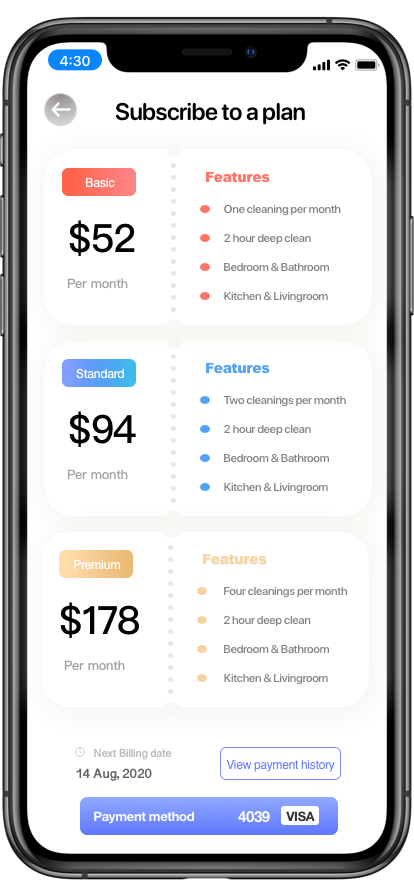 4:30
Subscribe to a plan
Basic
$52
Per month
Features
One cleaning per month
2 hour deep clean
Bedroom & Bathroom
Kitchen & Livingroom
Standard
$94
Per month
Features
Two cleanings per month
2 hour deep clean
Bedroom & Bathroom
Kitchen & Livingroom
Premium
$178
Per month
Features
Four cleanings per month
2 hour deep clean
Bedroom & Bathroom
Kitchen & Livingroom
Next Billing date
14 Aug, 2020
View payment history
Payment method 4039 VISA